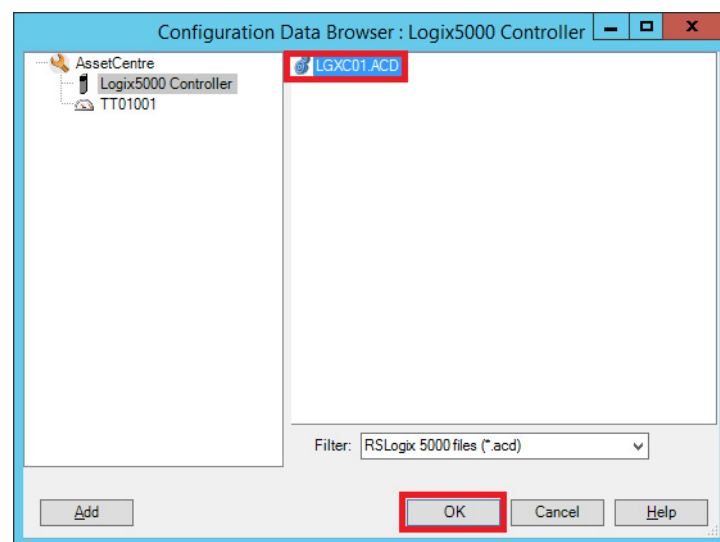 Configuration Data Browser : Logix5000 Controller
AssetCentre
Logix5000 Controller
TT01001
LGXC01.ACD
Filter: RSLogix 5000 files (*.acd)
Add OK Cancel Help